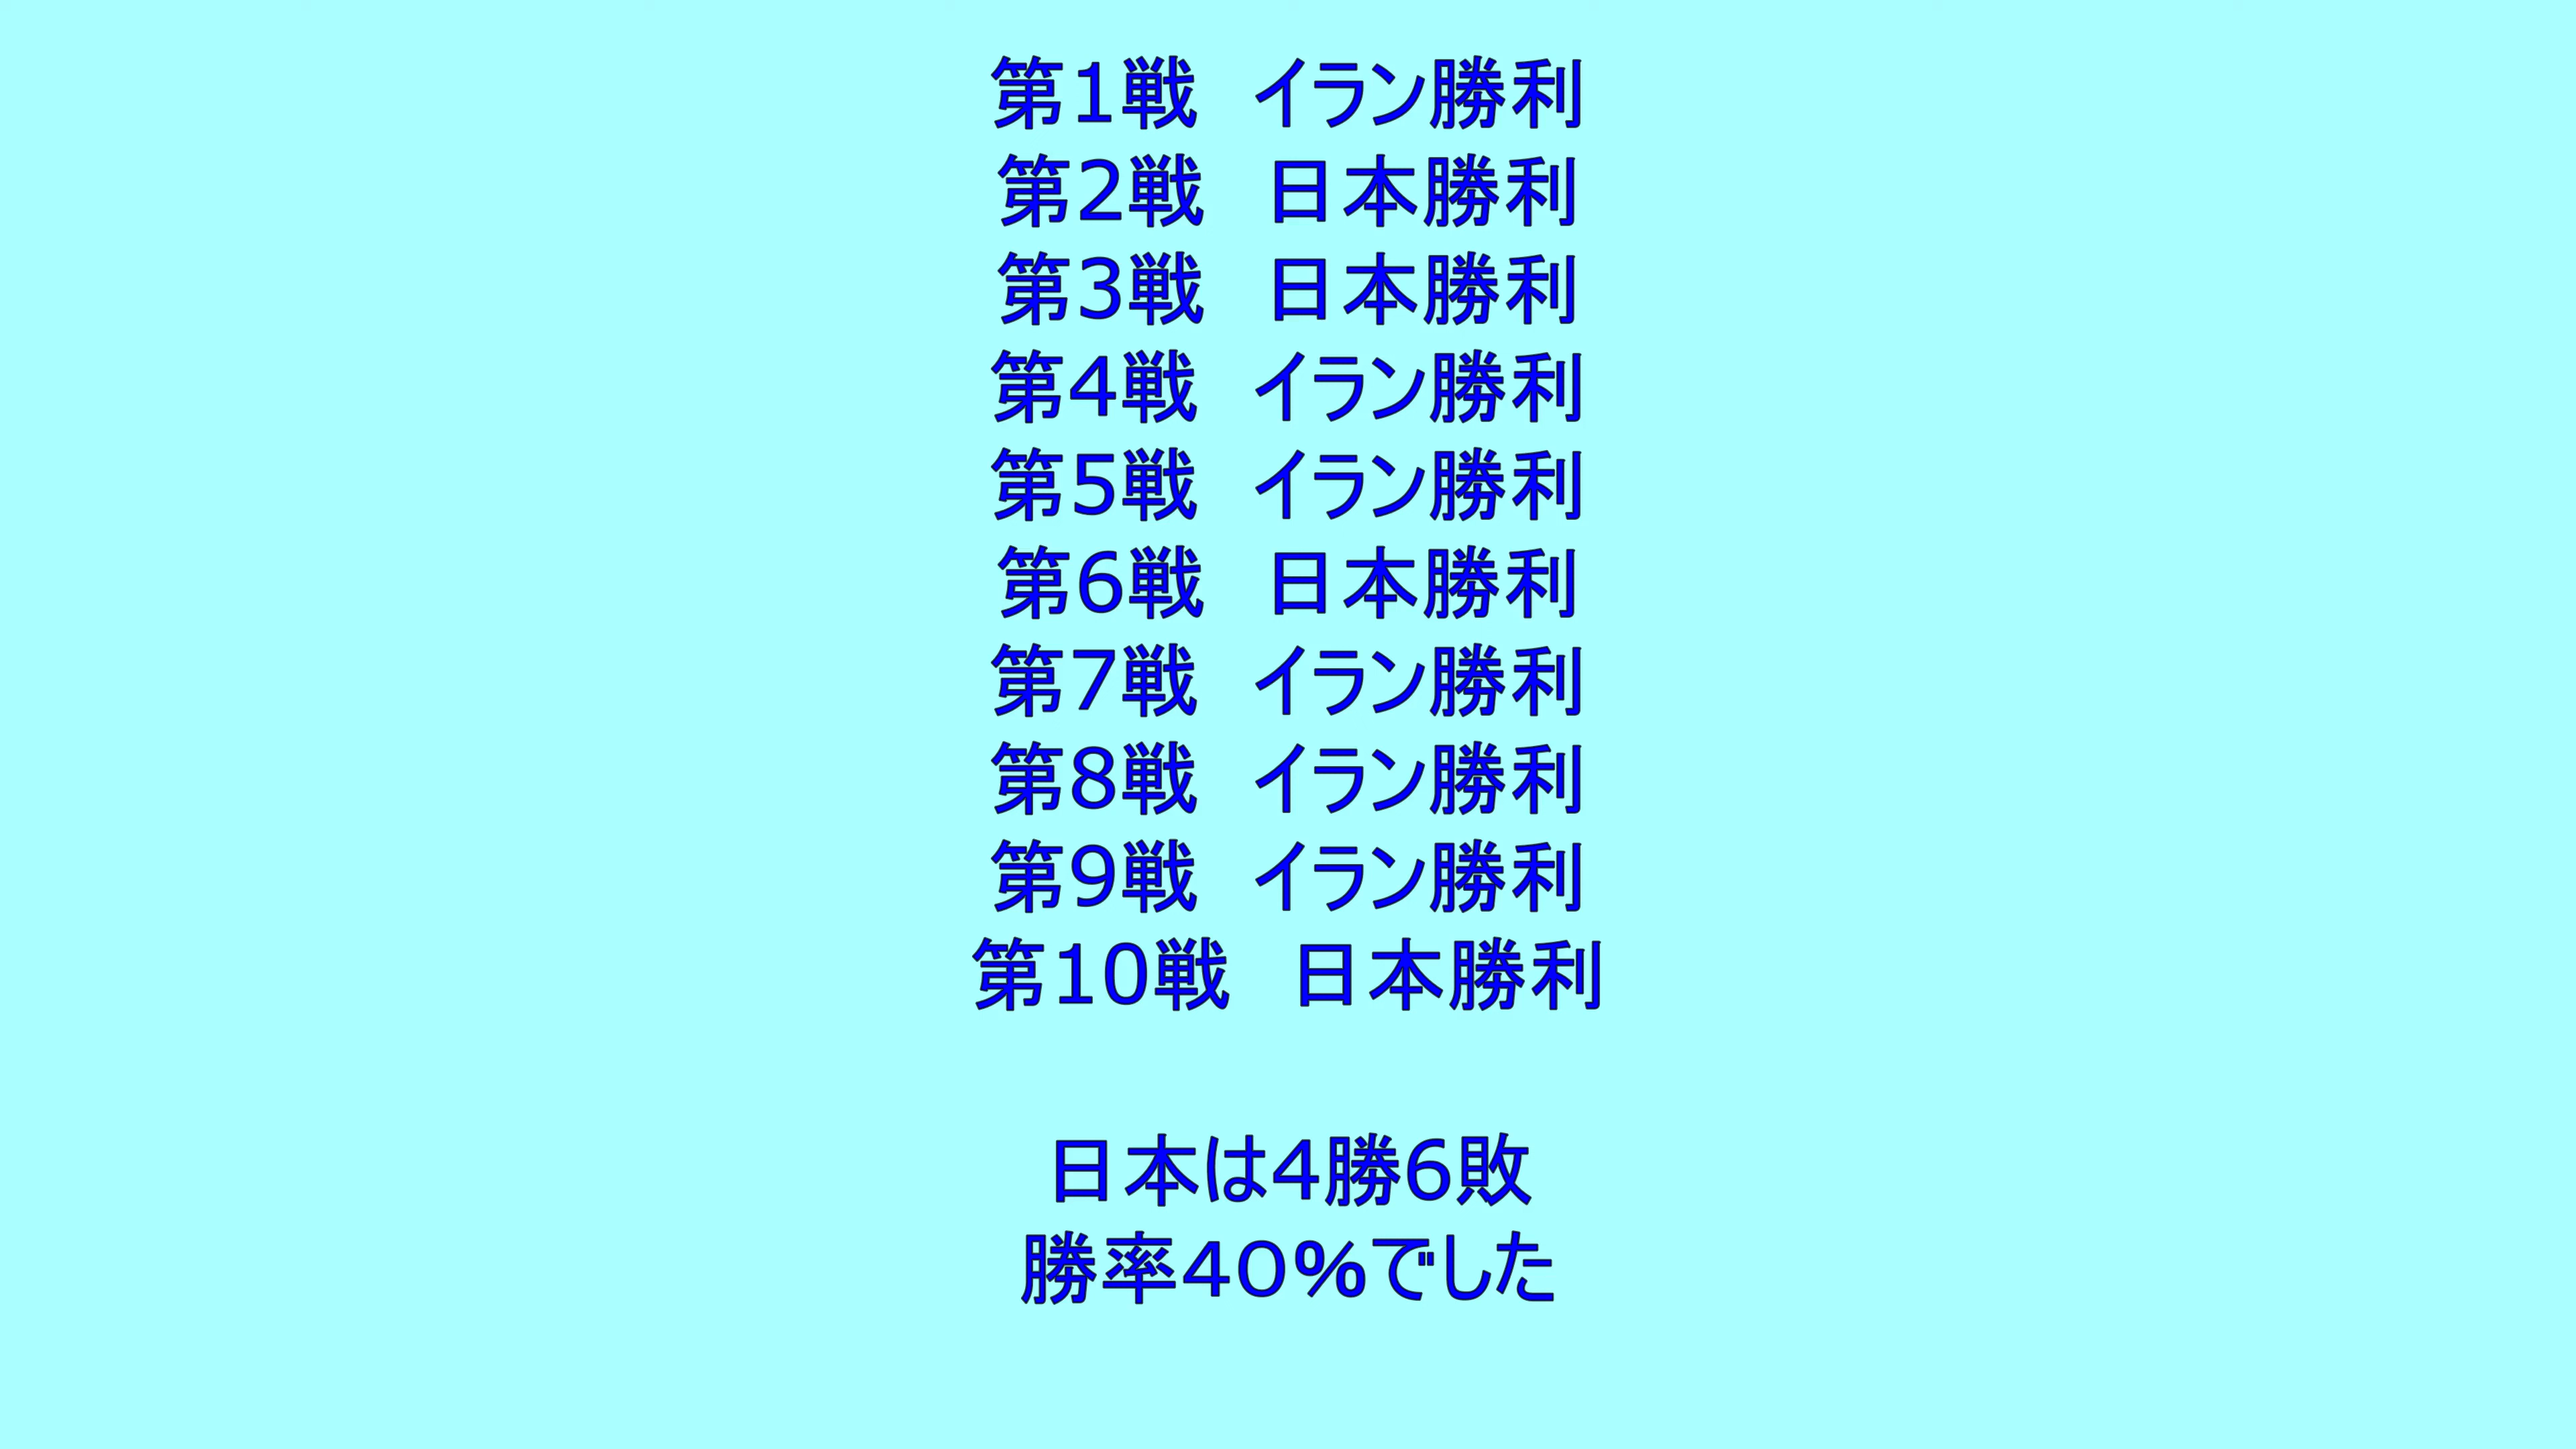 第1戦　イラン勝利
第2戦　日本勝利
第3戦　日本勝利
第4戦　イラン勝利
第5戦　イラン勝利
第6戦　日本勝利
第7戦　イラン勝利
第8戦　イラン勝利
第9戦　イラン勝利
第10戦　日本勝利
日本は4勝6敗
勝率40%でした